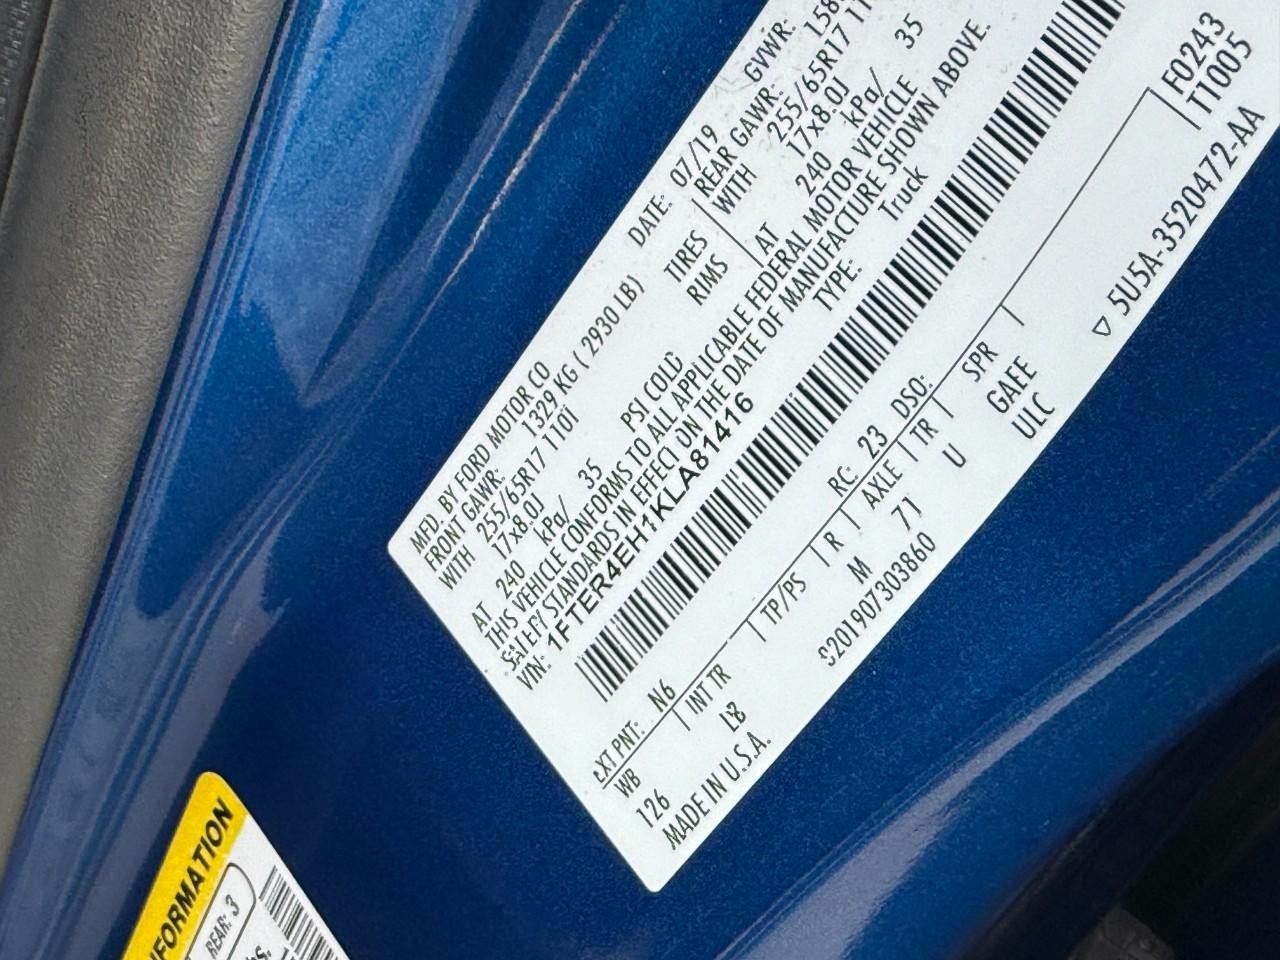 MFD. BY FORD MOTOR CO
DATE: 07/19 GVWR:
FRONT GAWR: 1329 KG ( 2930 LB) REAR GAWR: 158
WITH 255/65R17 110i TIRES WITH 255/65R17 11
17x8.0J RIMS 17x8.0J
AT 240 kPa/ 35 PSI COLD AT 240 kPa/ 35
THIS VEHICLE CONFORMS TO ALL APPLICABLE FEDERAL MOTOR VEHICLE
SAFETY STANDARDS IN EFFECT ON THE DATE OF MANUFACTURE SHOWN ABOVE.
VIN: 1FTER4EH1KLA81416 TYPE: Truck
F0243
T1005
EXT PNT: N6 RC: 23 DSO:
WB INT TR TP/PS R AXLE TR SPR
126 LB M 71 U GAEE
ULC
MADE IN U.S.A. S201907303860 ▽ 5U5A-3520472-AA
FORMATION
REAR: 3